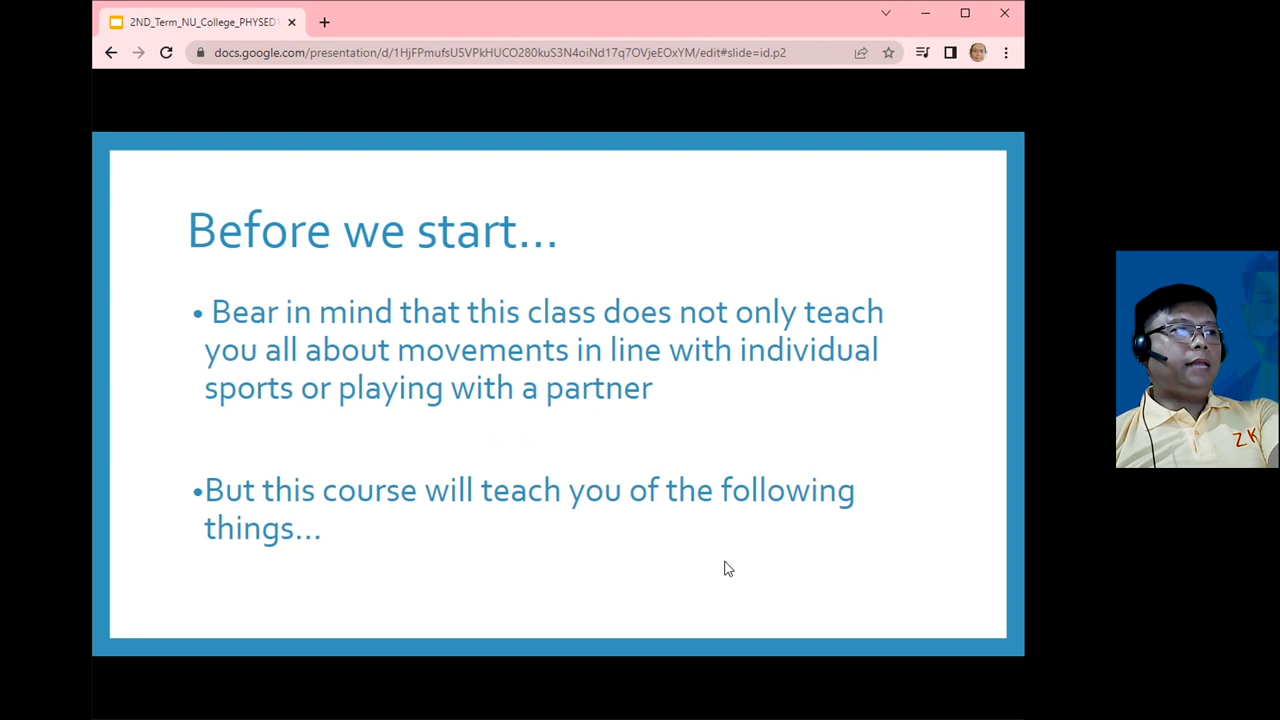 2ND_Term_NU_College_PHYSED
docs.google.com/presentation/d/1HjFPmufsU5VPkHUCO280kuS3N4oiNd17q7OVjeEOxYM/edit#slide=id.p2
Before we start...
• Bear in mind that this class does not only teach
you all about movements in line with individual
sports or playing with a partner
•But this course will teach you of the following
things...
ZK